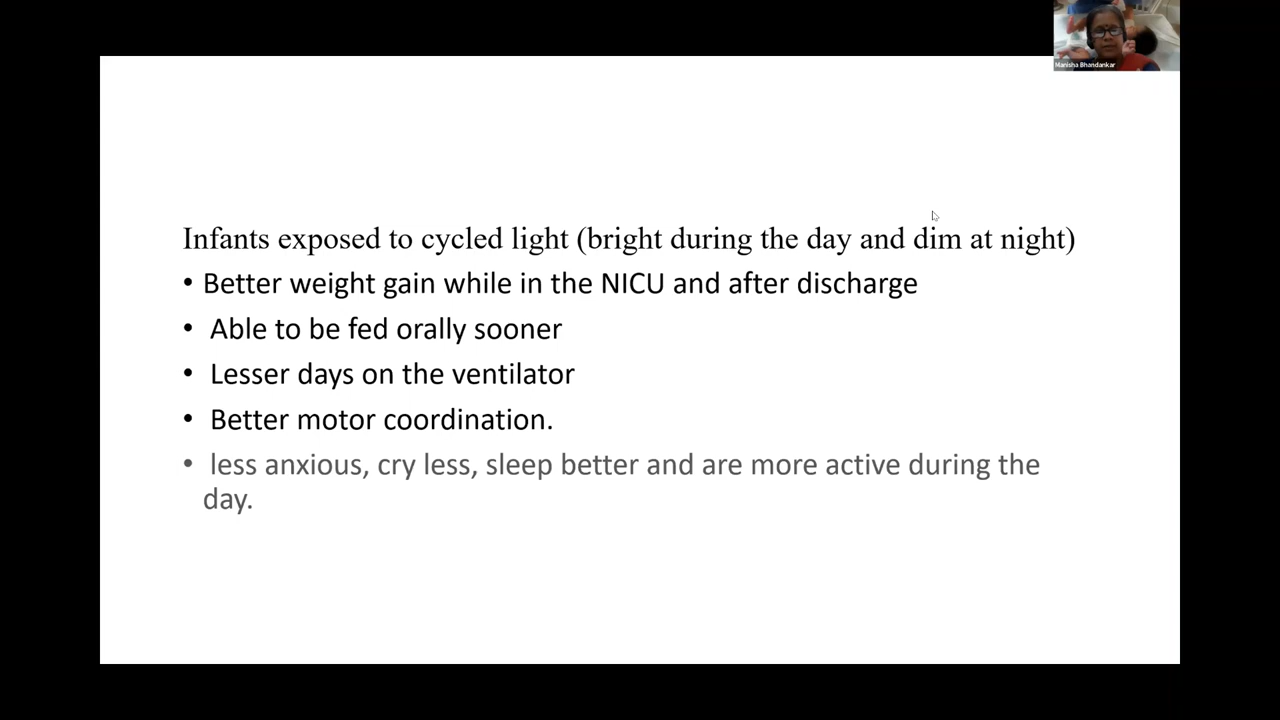 Manisha Bhandankar
Infants exposed to cycled light (bright during the day and dim at night)
• Better weight gain while in the NICU and after discharge
• Able to be fed orally sooner
• Lesser days on the ventilator
• Better motor coordination.
• less anxious, cry less, sleep better and are more active during the
day.